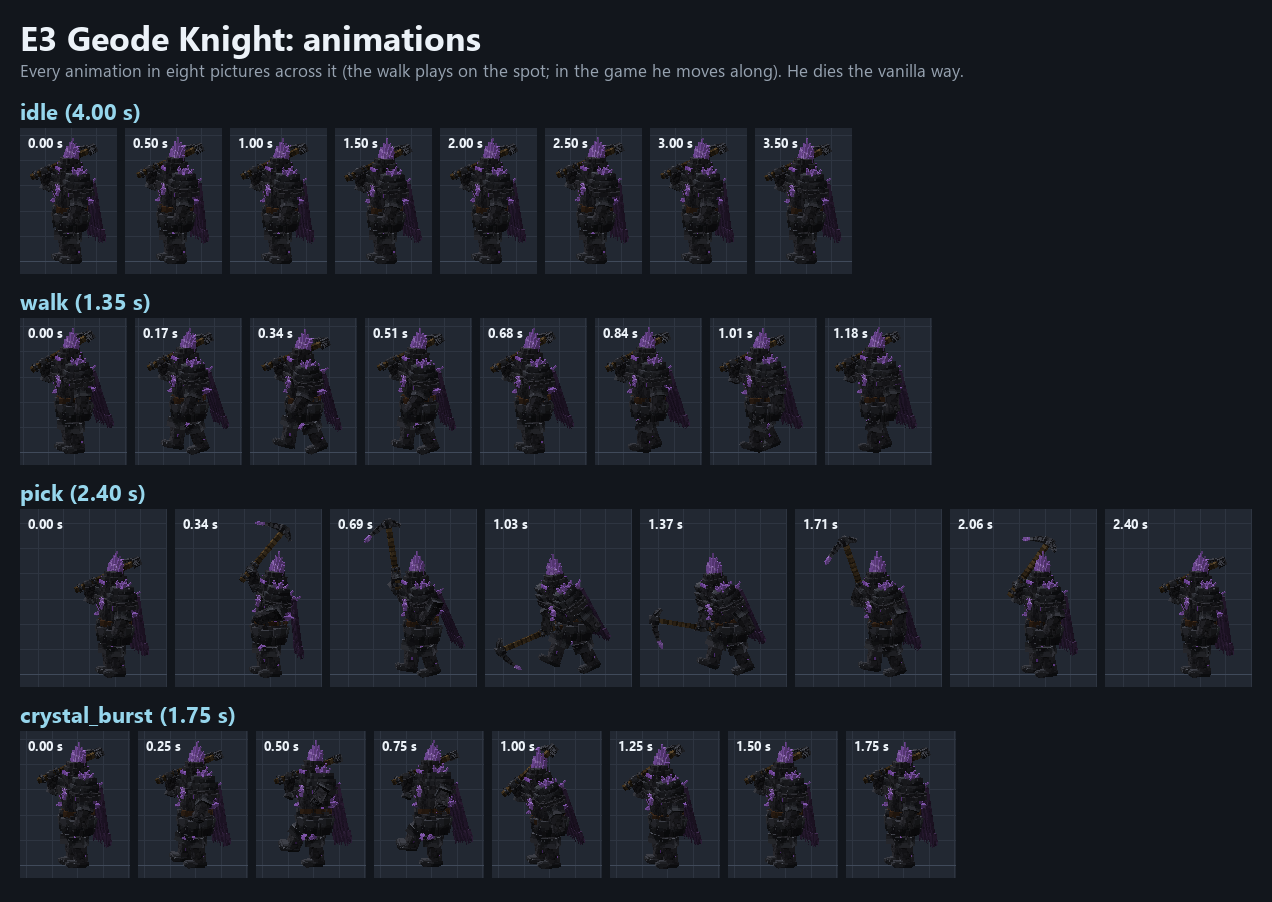 E3 Geode Knight: animations
Every animation in eight pictures across it (the walk plays on the spot; in the game he moves along). He dies the vanilla way.
idle (4.00 s)
0.00 s 0.50 s 1.00 s 1.50 s 2.00 s 2.50 s 3.00 s 3.50 s
walk (1.35 s)
0.00 s 0.17 s 0.34 s 0.51 s 0.68 s 0.84 s 1.01 s 1.18 s
pick (2.40 s)
0.00 s 0.34 s 0.69 s 1.03 s 1.37 s 1.71 s 2.06 s 2.40 s
crystal_burst (1.75 s)
0.00 s 0.25 s 0.50 s 0.75 s 1.00 s 1.25 s 1.50 s 1.75 s